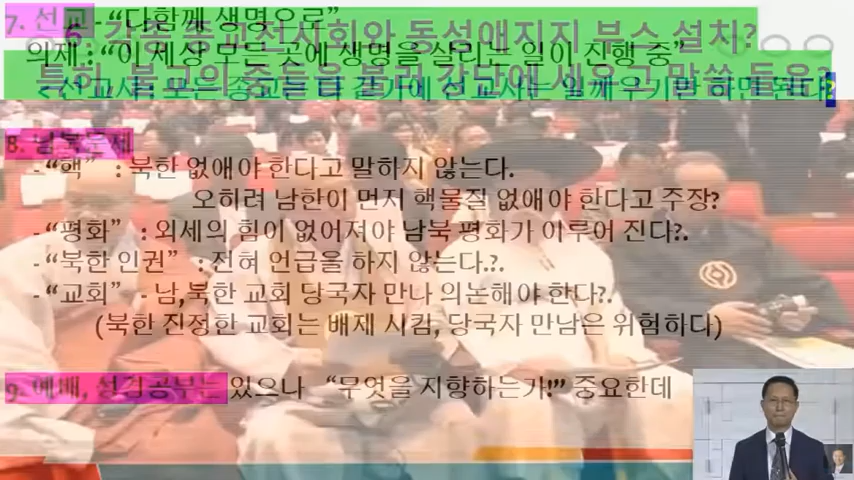 7. 선교 - “다함께 생명으로”
6. 강통 종교전시회와 동성애지지 부스 설치?
의제 : “이 세상 모든 곳에 생명을 살리는 일이 진행 중”
특히, 불교의 중들을 불러 강단에 세우고 말씀 듣음?
< 선교사 : 모든 종교는 다 같기에 선교사는 일깨우기만 하면 된다?
8. 남북문제
- “핵” : 북한 없애야 한다고 말하지 않는다.
오히려 남한이 먼저 핵물질 없애야 한다고 주장?
- “평화” : 외세의 힘이 없어져야 남북 평화가 이루어 진다?.
- “북한 인권” : 전혀 언급을 하지 않는다.?.
- “교회” - 남,북한 교회 당국자 만나 의논해야 한다?.
(북한 진정한 교회는 배제 시킴, 당국자 만남은 위험하다)
9. 예배, 성경공부는 있으나 “무엇을 지향하는가!” 중요한데